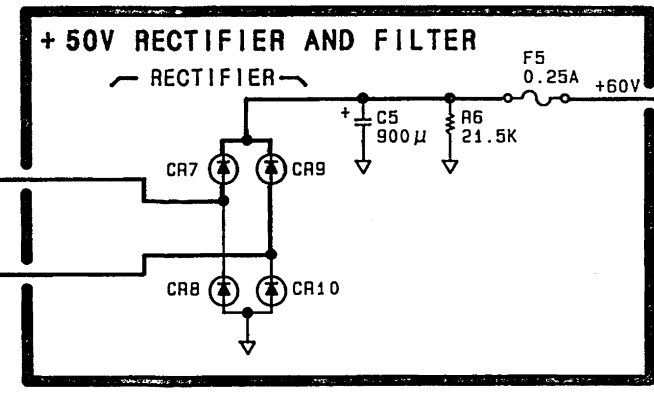 + 50V RECTIFIER AND FILTER
RECTIFIER
F5
0.25A
+60V
+ C5
900μ
R6
21.5K
CR7
CR9
CR8
CR10